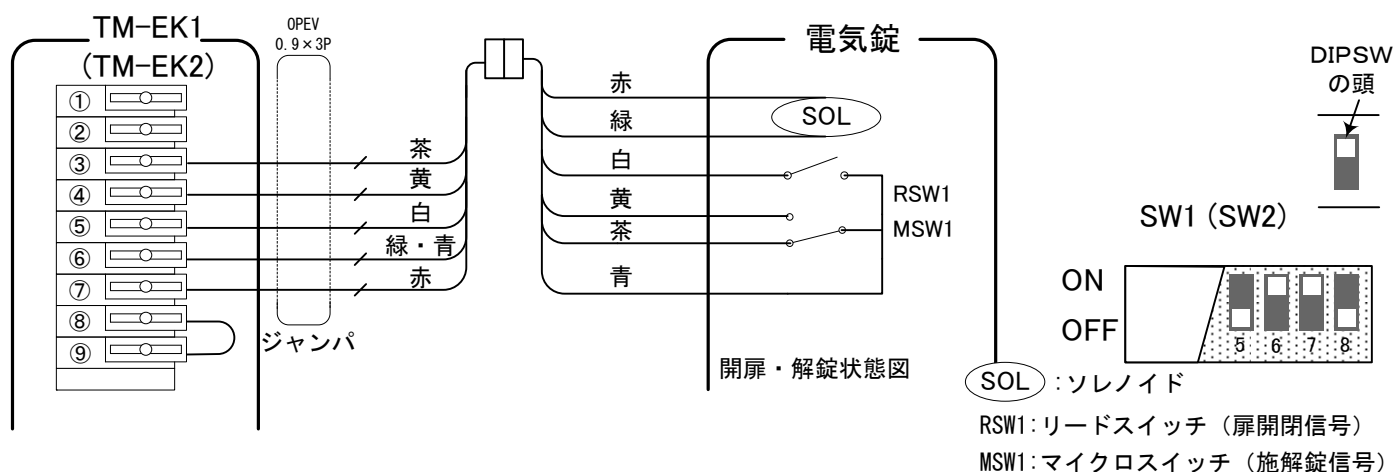 TM-EK1
(TM-EK2)
OPEV
0.9×3P
電気錠
DIPSW
の頭
①
②
③
④
⑤
⑥
⑦
⑧
⑨
茶
黄
白
緑・青
赤
ジャンパ
赤
緑
白
黄
茶
青
SOL
RSW1
MSW1
開扉・解錠状態図
SW1(SW2)
ON
OFF
5 6 7 8
SOL:ソレノイド
RSW1:リードスイッチ(扉開閉信号)
MSW1:マイクロスイッチ(施解錠信号)